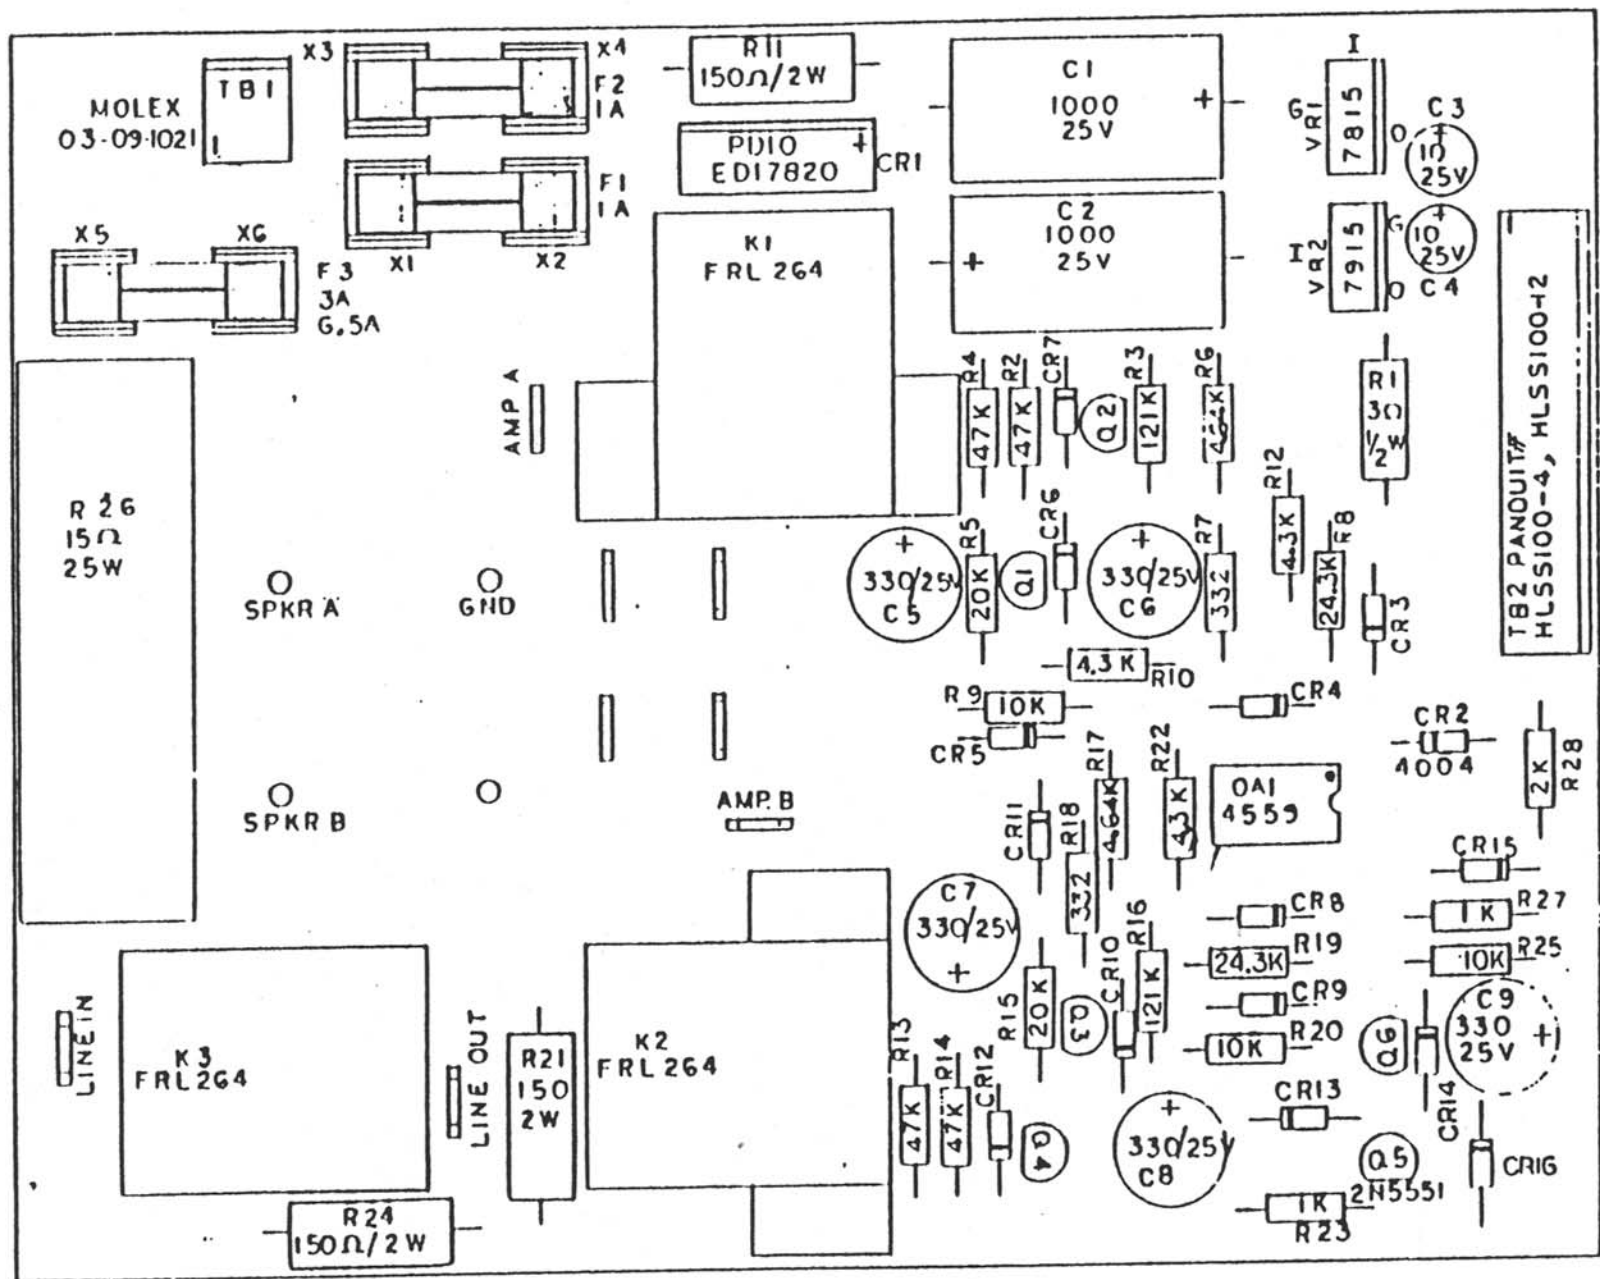 X3
X4
F2
1A
TB1
1
MOLEX
03-09-1021
R11
150Ω/2W
PD10 +
EDI7820
CR1
C1
1000
25V
+
I
G
VR1
7815
O
C3
+
10
25V
F1
1A
X1
X2
X5
X6
F3
3A
6.5A
K1
FRL 264
C2
1000
25V
+
I
VR2
7915
G
O
+
10
25V
C4
1
TB2 PANDUIT#
HLSS100-4, HLSS100-12
AMP A
R4
47K
R2
47K
CR7
Q2
R3
121K
R6
R1
3Ω
1/2W
R12
4.3K
R8
24.3K
R26
15Ω
25W
SPKR A
GND
+
330/25V
C5
R5
20K
Q1
CR6
+
330/25V
C6
R7
332
CR3
4.3K
R10
R9
10K
CR5
CR4
CR2
4004
2K
R28
SPKR B
AMP. B
CR11
R18
332
R17
4.64K
R22
43K
OA1
4559
CR15
C7
330/25V
+
CR8
R19
24.3K
CR9
R20
10K
R27
1K
R25
10K
LINE IN
K3
FRL264
LINE OUT
R21
150
2W
K2
FRL 264
R13
47K
R14
47K
CR12
Q4
R15
20K
Q3
CR10
R16
121K
Q6
C9
330
25V
+
CR14
CR13
+
330/25V
C8
Q5
2N5551
CR16
1K
R23
R24
150Ω/2W